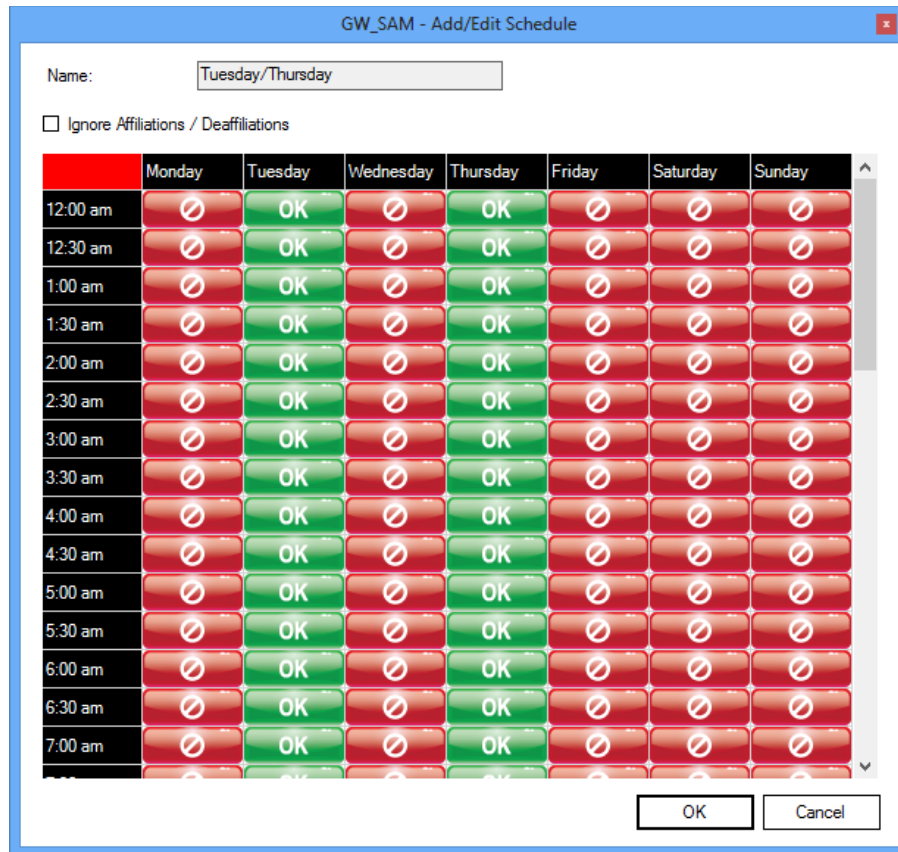 GW_SAM - Add/Edit Schedule
x
Name: Tuesday/Thursday
Ignore Affiliations / Deaffiliations
Monday Tuesday Wednesday Thursday Friday Saturday Sunday
12:00 am OK OK
12:30 am OK OK
1:00 am OK OK
1:30 am OK OK
2:00 am OK OK
2:30 am OK OK
3:00 am OK OK
3:30 am OK OK
4:00 am OK OK
4:30 am OK OK
5:00 am OK OK
5:30 am OK OK
6:00 am OK OK
6:30 am OK OK
7:00 am OK OK
OK Cancel